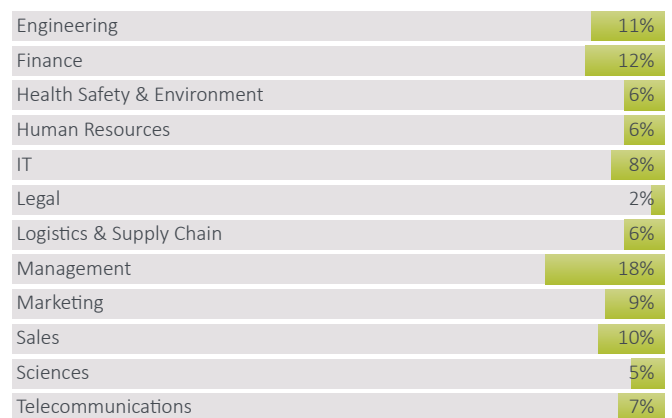 Engineering 11%
Finance 12%
Health Safety & Environment 6%
Human Resources 6%
IT 8%
Legal 2%
Logistics & Supply Chain 6%
Management 18%
Marketing 9%
Sales 10%
Sciences 5%
Telecommunications 7%